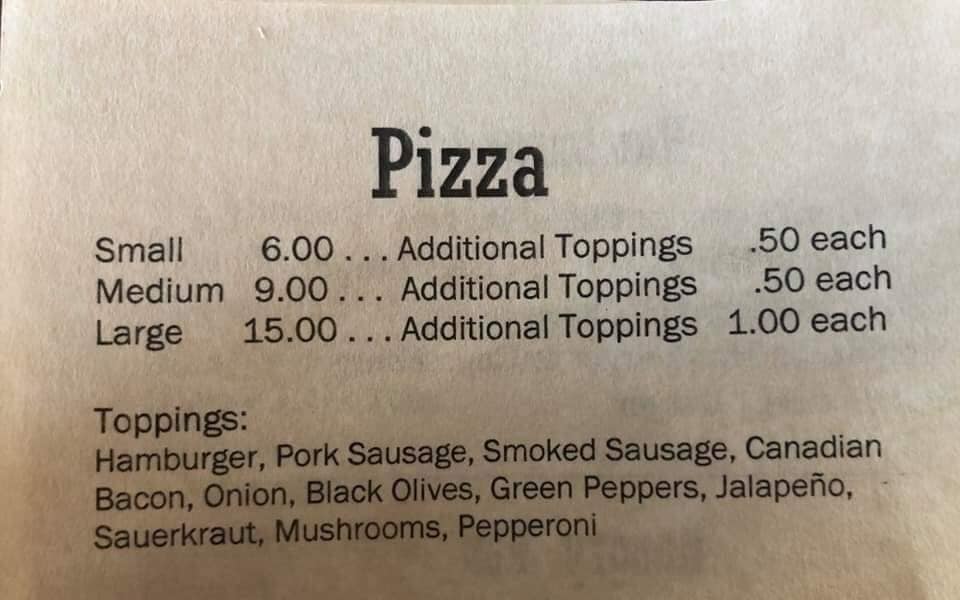 Pizza
Small 6.00 . . . Additional Toppings .50 each
Medium 9.00 . . . Additional Toppings .50 each
Large 15.00 . . . Additional Toppings 1.00 each
Toppings:
Hamburger, Pork Sausage, Smoked Sausage, Canadian
Bacon, Onion, Black Olives, Green Peppers, Jalapeño,
Sauerkraut, Mushrooms, Pepperoni